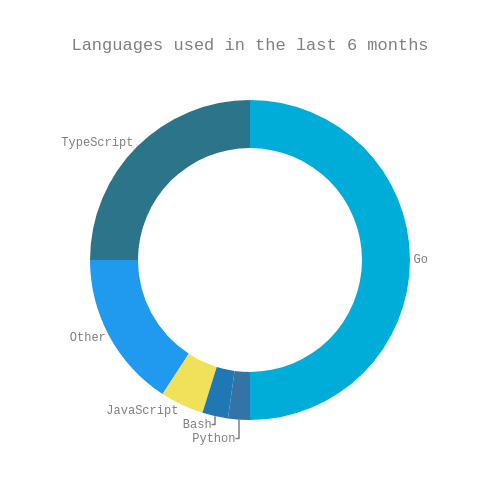 Languages used in the last 6 months
TypeScript
Go
Other
JavaScript
Bash
Python